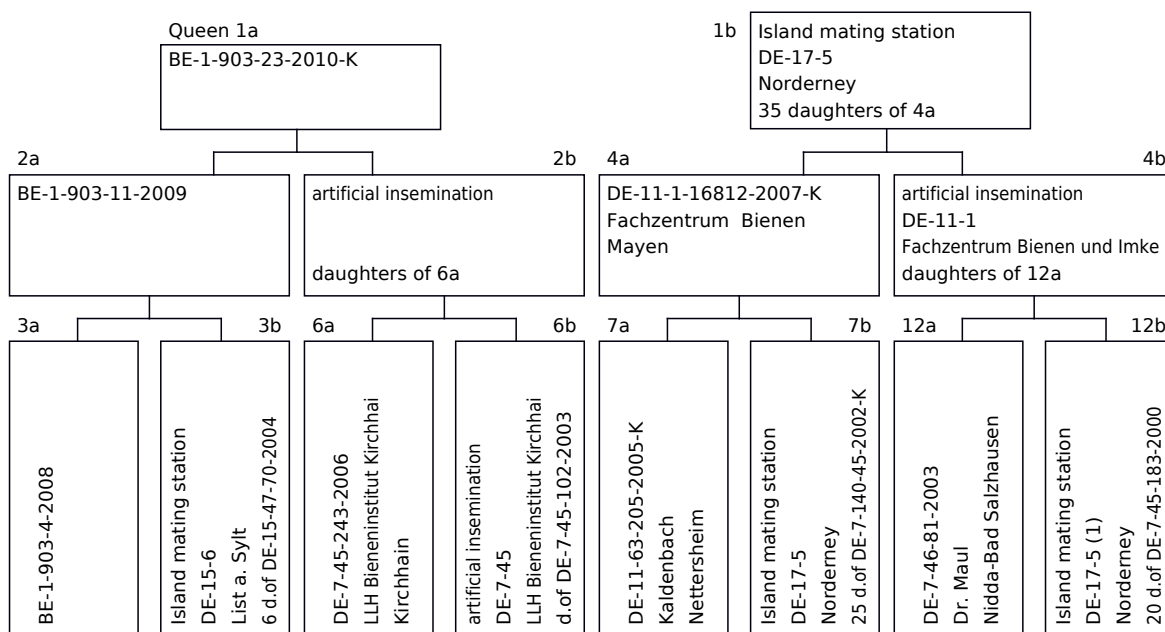 Queen 1a
BE-1-903-23-2010-K
1b
Island mating station
DE-17-5
Norderney
35 daughters of 4a
2a
BE-1-903-11-2009
2b
artificial insemination
daughters of 6a
4a
DE-11-1-16812-2007-K
Fachzentrum Bienen
Mayen
4b
artificial insemination
DE-11-1
Fachzentrum Bienen und Imke
daughters of 12a
3a
BE-1-903-4-2008
3b
Island mating station
DE-15-6
List a. Sylt
6 d.of DE-15-47-70-2004
6a
DE-7-45-243-2006
LLH Bieneninstitut Kirchhai
Kirchhain
6b
artificial insemination
DE-7-45
LLH Bieneninstitut Kirchhai
d.of DE-7-45-102-2003
7a
DE-11-63-205-2005-K
Kaldenbach
Nettersheim
7b
Island mating station
DE-17-5
Norderney
25 d.of DE-7-140-45-2002-K
12a
DE-7-46-81-2003
Dr. Maul
Nidda-Bad Salzhausen
12b
Island mating station
DE-17-5 (1)
Norderney
20 d.of DE-7-45-183-2000